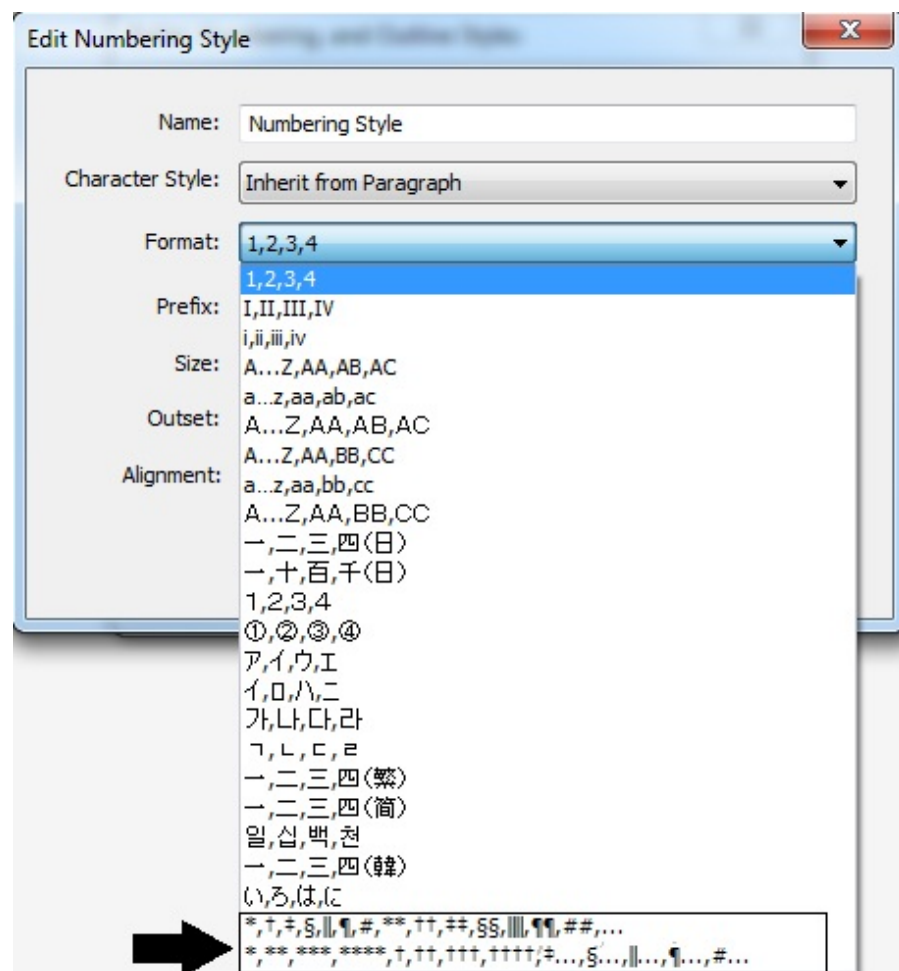 Edit Numbering Style
Name: Numbering Style
Character Style: Inherit from Paragraph
Format: 1,2,3,4
1,2,3,4
Prefix:
I,II,III,IV
i,ii,iii,iv
Size:
A...Z,AA,AB,AC
a...z,aa,ab,ac
Outset:
A...Z,AA,AB,AC
A...Z,AA,BB,CC
Alignment:
a...z,aa,bb,cc
A...Z,AA,BB,CC
一,二,三,四(日)
一,十,百,千(日)
1,2,3,4
①,②,③,④
ア,イ,ウ,エ
イ,ロ,ハ,ニ
가,나,다,라
ㄱ,ㄴ,ㄷ,ㄹ
一,二,三,四(繁)
一,二,三,四(简)
일,십,백,천
一,二,三,四(韓)
い,ろ,は,に
*,†,‡,§,‖,¶,#,**,††,‡‡,§§,‖‖,¶¶,##,...
*,**,***,****,†,††,†††,††††,‡...,§...,‖...,¶...,#...